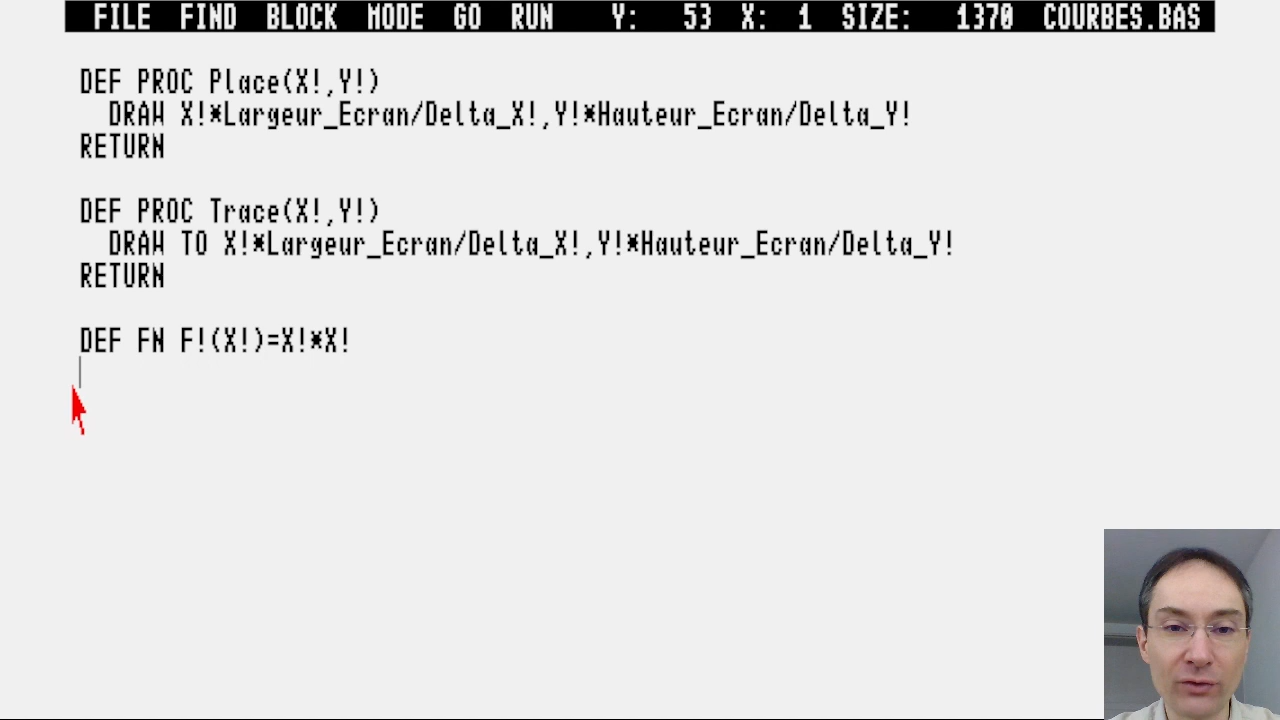 FILE FIND BLOCK MODE GO RUN Y: 53 X: 1 SIZE: 1370 COURBES.BAS
DEF PROC Place(X!,Y!)
DRAW X!*Largeur_Ecran/Delta_X!,Y!*Hauteur_Ecran/Delta_Y!
RETURN
DEF PROC Trace(X!,Y!)
DRAW TO X!*Largeur_Ecran/Delta_X!,Y!*Hauteur_Ecran/Delta_Y!
RETURN
DEF FN F!(X!)=X!*X!